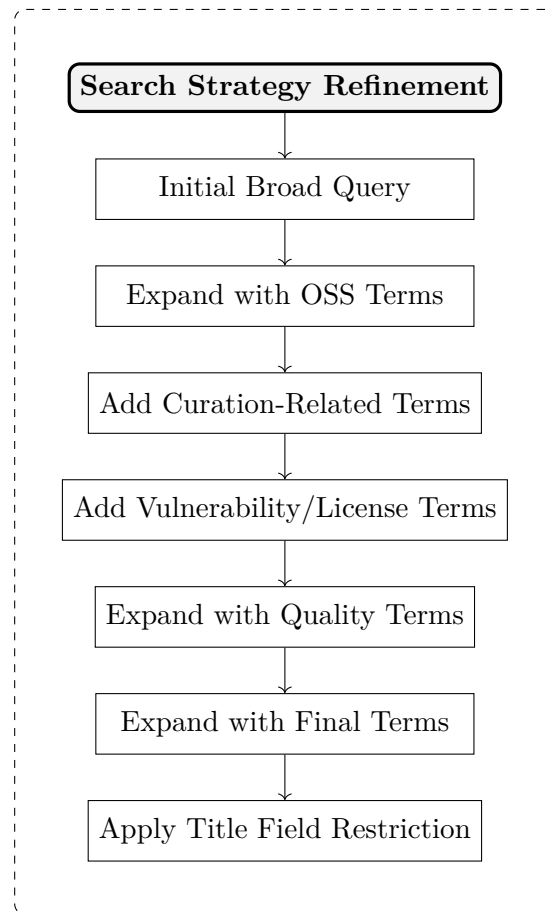 Search Strategy Refinement
Initial Broad Query
Expand with OSS Terms
Add Curation-Related Terms
Add Vulnerability/License Terms
Expand with Quality Terms
Expand with Final Terms
Apply Title Field Restriction